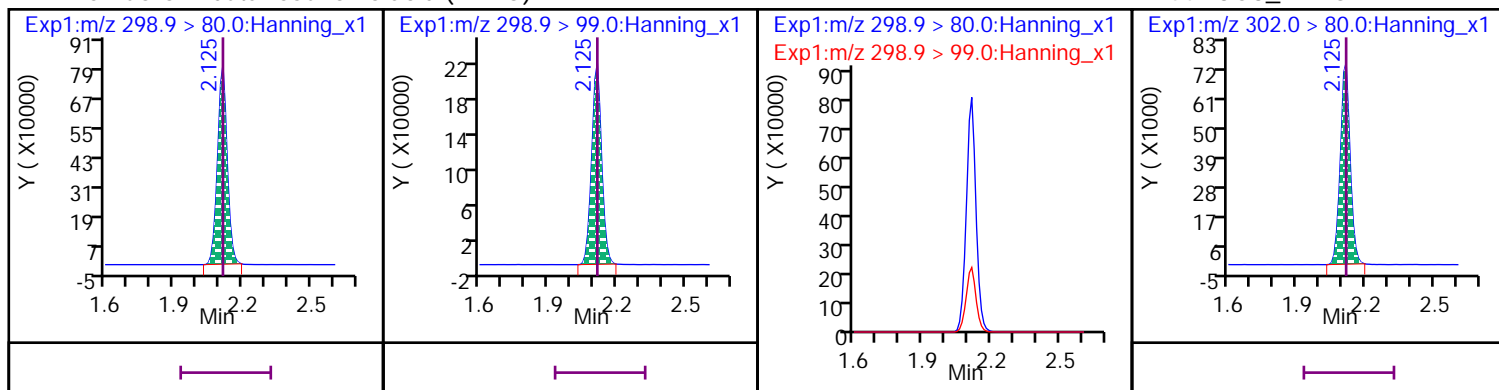 Exp1:m/z 298.9 > 80.0:Hanning_x1
91
79
67
55
43
31
19
7
-5
Y ( X10000)
2.125
1.6 1.9 2.2 2.5
Min
Exp1:m/z 298.9 > 99.0:Hanning_x1
22
18
14
10
6
2
-2
Y ( X10000)
2.125
1.6 1.9 2.2 2.5
Min
Exp1:m/z 298.9 > 80.0:Hanning_x1
Exp1:m/z 298.9 > 99.0:Hanning_x1
90
80
70
60
50
40
30
20
10
0
Y ( X10000)
1.6 1.9 2.2 2.5
Min
Exp1:m/z 302.0 > 80.0:Hanning_x1
83
72
61
50
39
28
17
6
-5
Y ( X1000)
2.125
1.6 1.9 2.2 2.5
Min